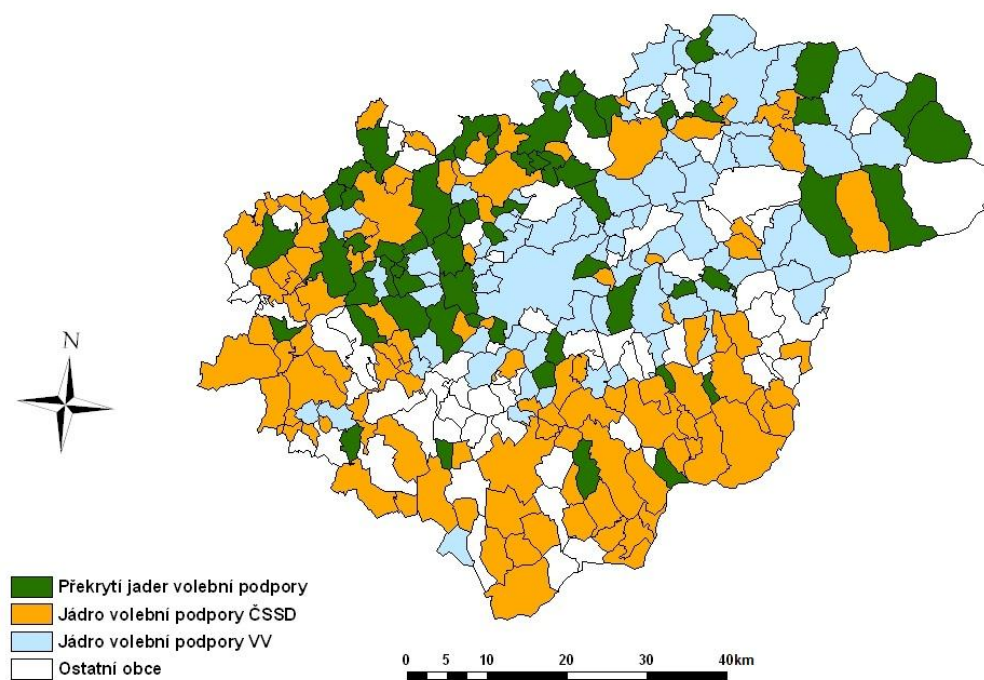 N
Překrytí jader volební podpory
Jádro volební podpory ČSSD
Jádro volební podpory VV
Ostatní obce
0 5 10 20 30 40km